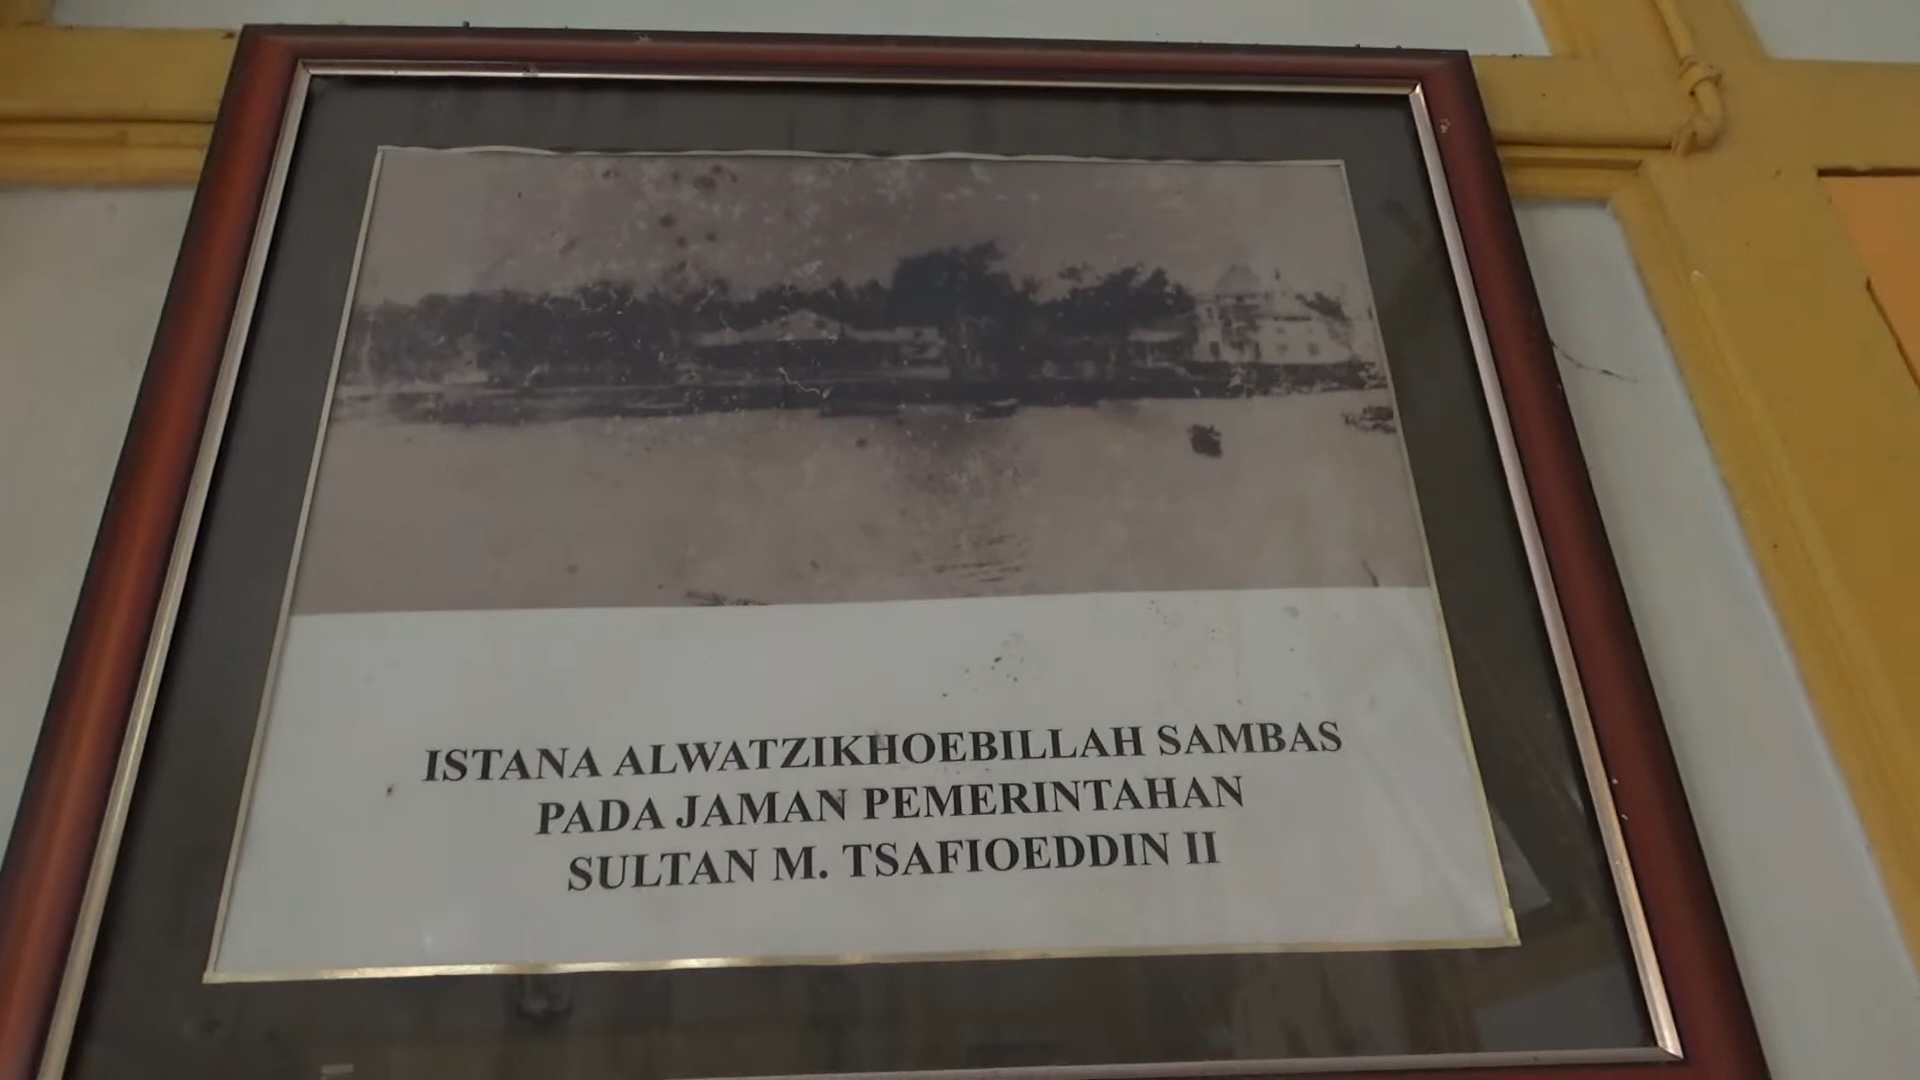 ISTANA ALWATZIKHOEBILLAH SAMBAS
PADA JAMAN PEMERINTAHAN
SULTAN M. TSAFIOEDDIN II